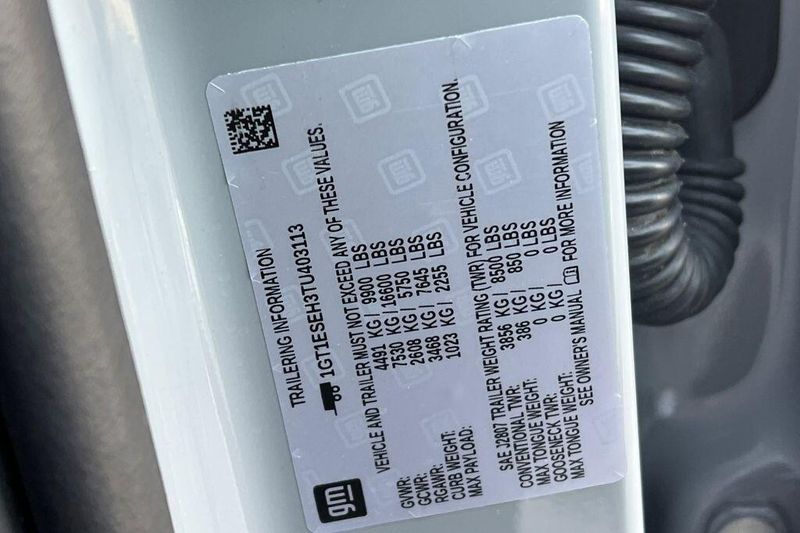 TRAILERING INFORMATION
1GT1ESEH3TU403113
VEHICLE AND TRAILER MUST NOT EXCEED ANY OF THESE VALUES.
GVWR: 4491 KG / 9900 LBS
GCWR: 7530 KG / 16600 LBS
RGAWR: 2608 KG / 5750 LBS
CURB WEIGHT: 3468 KG / 7645 LBS
MAX PAYLOAD: 1023 KG / 2255 LBS
SAE J2807 TRAILER WEIGHT RATING (TWR) FOR VEHICLE CONFIGURATION.
CONVENTIONAL TWR: 3856 KG / 8500 LBS
MAX TONGUE WEIGHT: 386 KG / 850 LBS
GOOSENECK TWR: 0 KG / 0 LBS
MAX TONGUE WEIGHT: 0 KG / 0 LBS
SEE OWNER'S MANUAL FOR MORE INFORMATION
gm